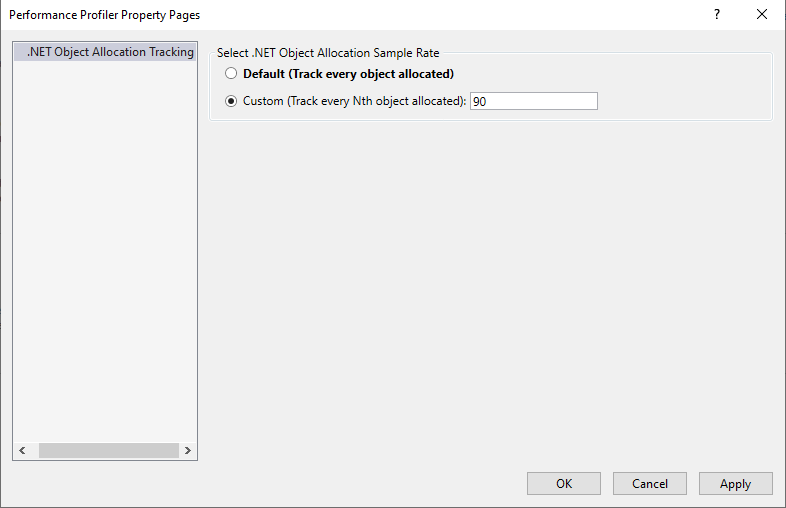 Performance Profiler Property Pages
?
.NET Object Allocation Tracking
Select .NET Object Allocation Sample Rate
Default (Track every object allocated)
Custom (Track every Nth object allocated): 90
OK Cancel Apply